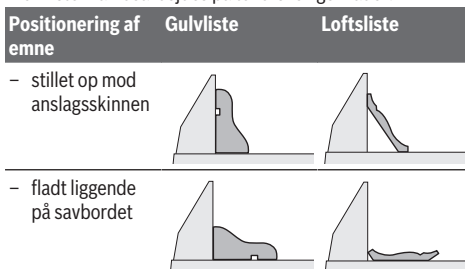 Positionering af Gulvliste Loftsliste
emne
– stillet op mod
anslagsskinnen
– fladt liggende
på savbordet